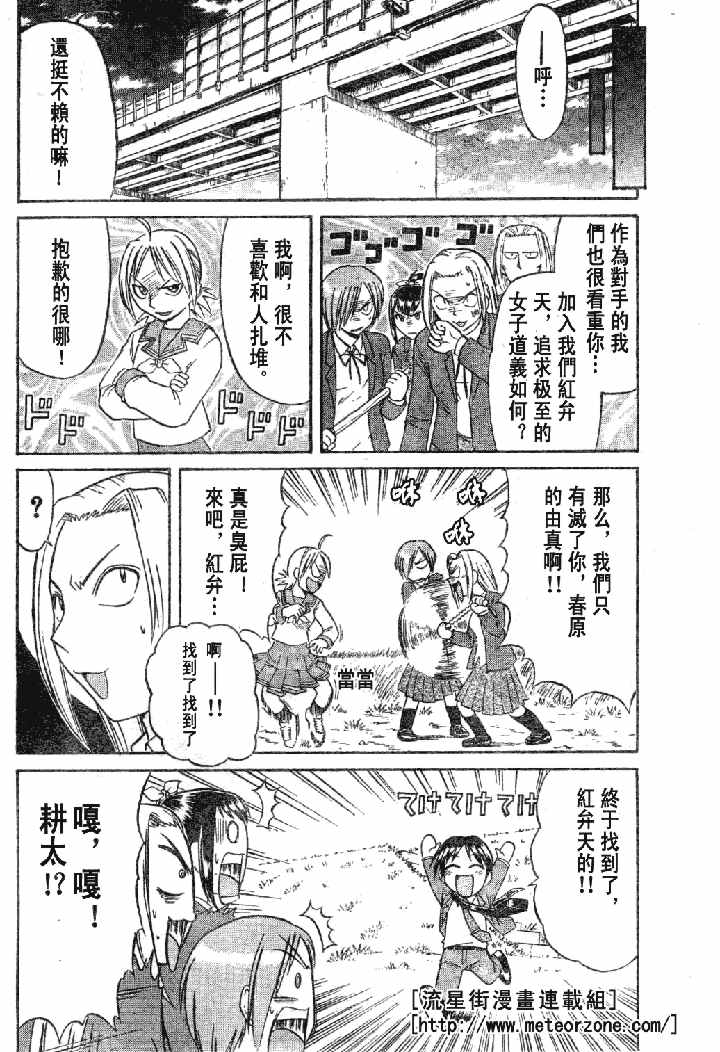 ──呼…
還挺不
賴的嘛！
作為對手的我
們也很看重你…
加入我們紅弁
天，追求极至的
女子道義如何？
ゴゴゴゴ
我啊，很不
喜歡和人扎堆。
抱歉的很哪！
ドド
ドド
那么，我們只
有滅了你，春原
的由真啊!!
咻
咻
咻
真是臭屁！
來吧，紅弁…
當當
啊──!!
找到了找到了
？
終于找到了，
紅弁天的!!
てけてけてけ
嘎，嘎！
耕太!?
[流星街漫畫連載組]
[http://www.meteorzone.com/]